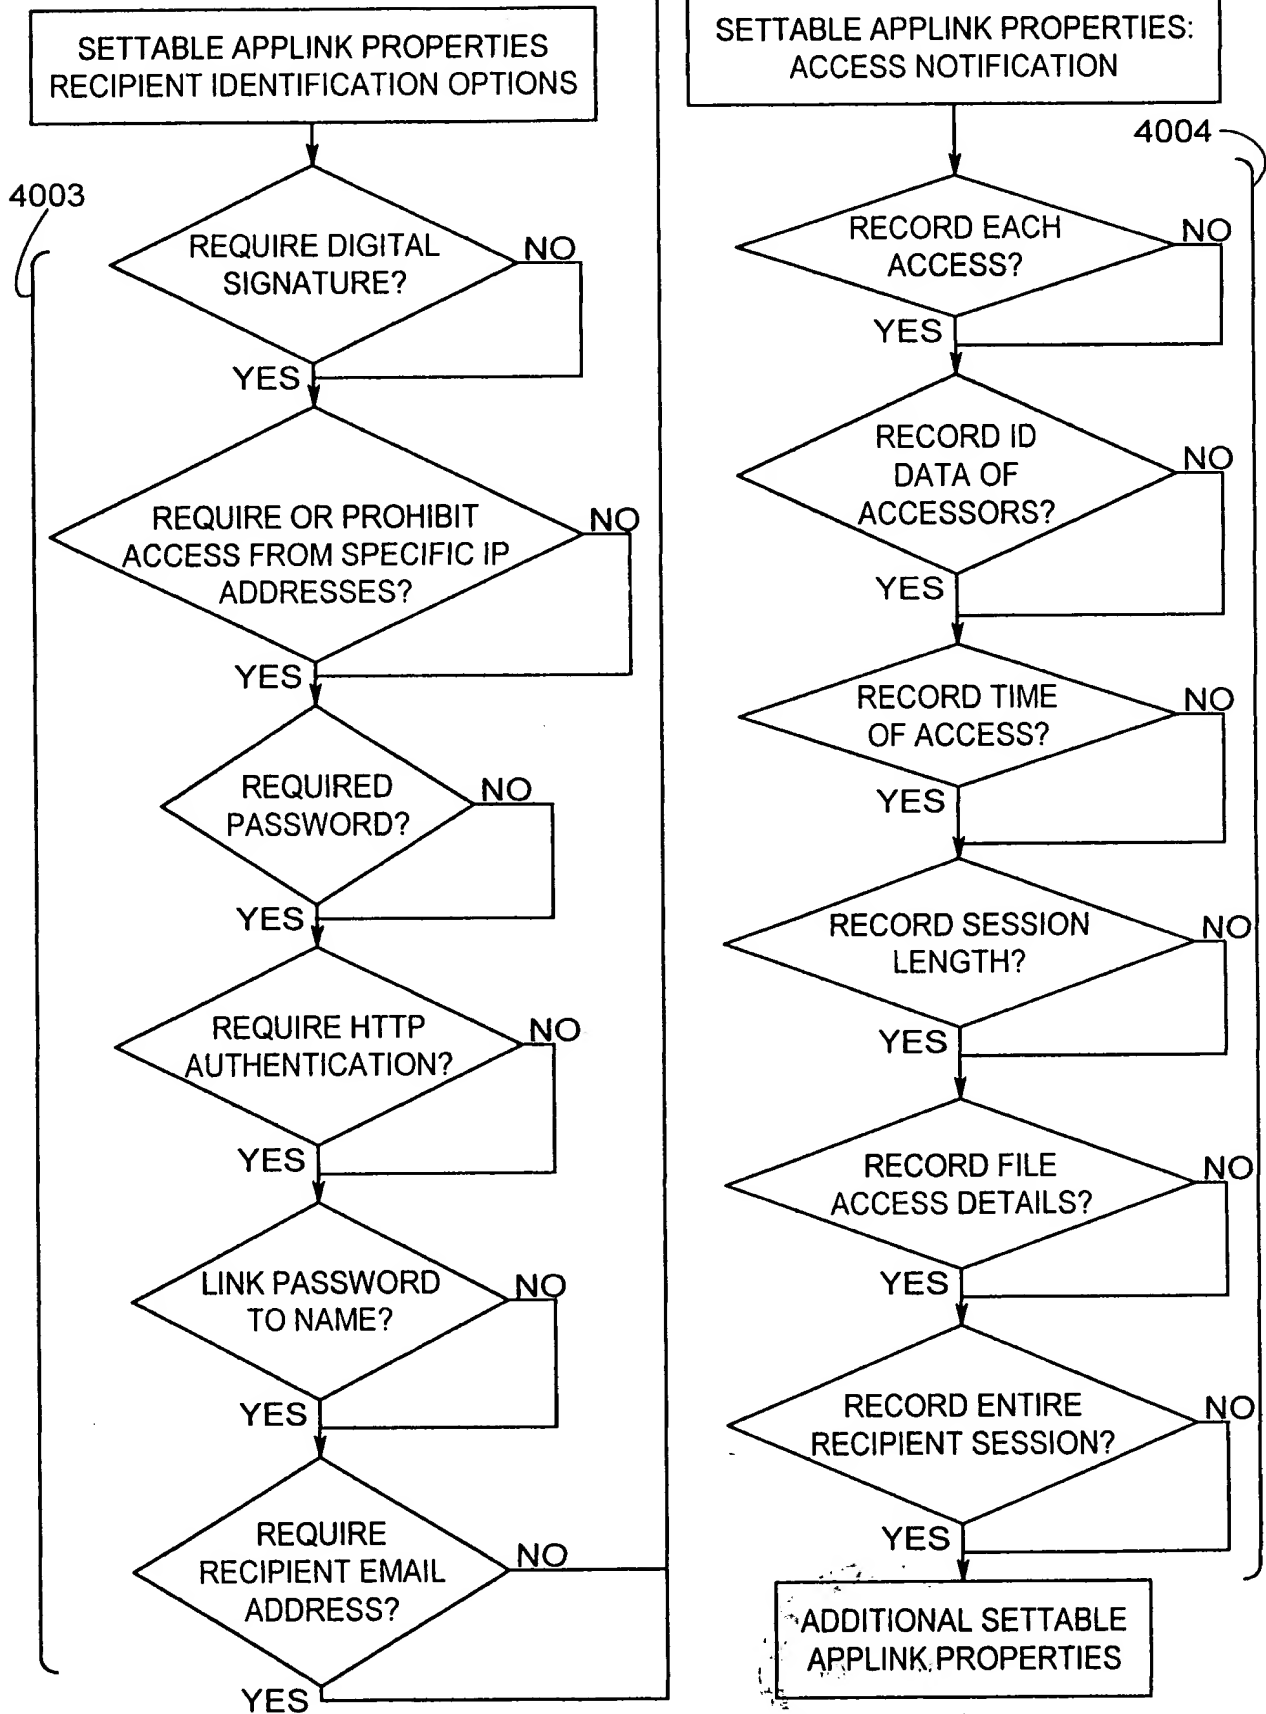 SETTABLE APPLINK PROPERTIES
RECIPIENT IDENTIFICATION OPTIONS
4003
REQUIRE DIGITAL
SIGNATURE?
NO
YES
REQUIRE OR PROHIBIT
ACCESS FROM SPECIFIC IP
ADDRESSES?
NO
YES
REQUIRED
PASSWORD?
NO
YES
REQUIRE HTTP
AUTHENTICATION?
NO
YES
LINK PASSWORD
TO NAME?
NO
YES
REQUIRE
RECIPIENT EMAIL
ADDRESS?
NO
YES
SETTABLE APPLINK PROPERTIES:
ACCESS NOTIFICATION
4004
RECORD EACH
ACCESS?
NO
YES
RECORD ID
DATA OF
ACCESSORS?
NO
YES
RECORD TIME
OF ACCESS?
NO
YES
RECORD SESSION
LENGTH?
NO
YES
RECORD FILE
ACCESS DETAILS?
NO
YES
RECORD ENTIRE
RECIPIENT SESSION?
NO
YES
ADDITIONAL SETTABLE
APPLINK PROPERTIES